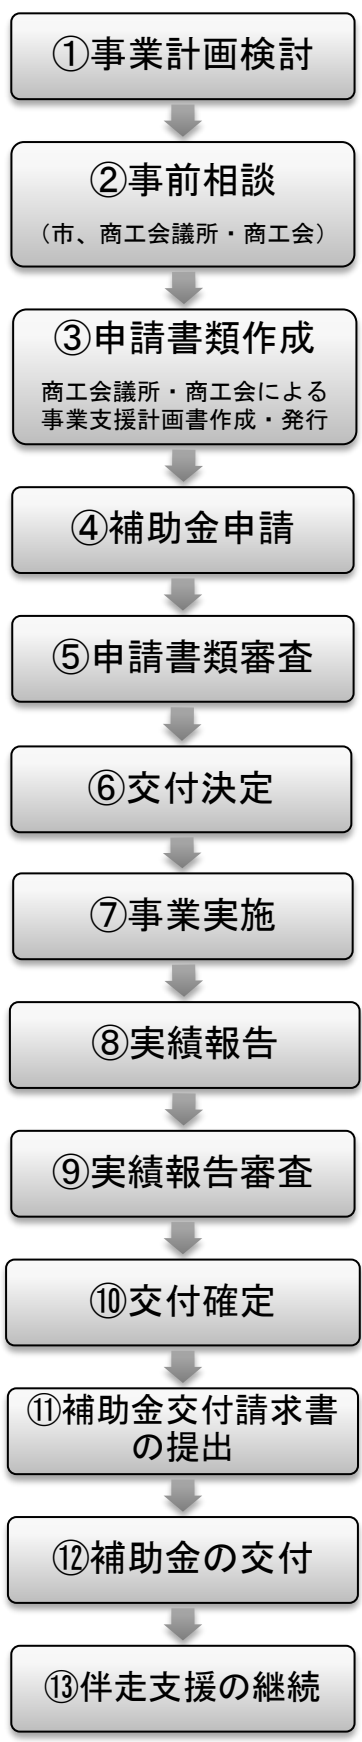 ①事業計画検討
②事前相談
（市、商工会議所・商工会）
③申請書類作成
商工会議所・商工会による
事業支援計画書作成・発行
④補助金申請
⑤申請書類審査
⑥交付決定
⑦事業実施
⑧実績報告
⑨実績報告審査
⑩交付確定
⑪補助金交付請求書
の提出
⑫補助金の交付
⑬伴走支援の継続